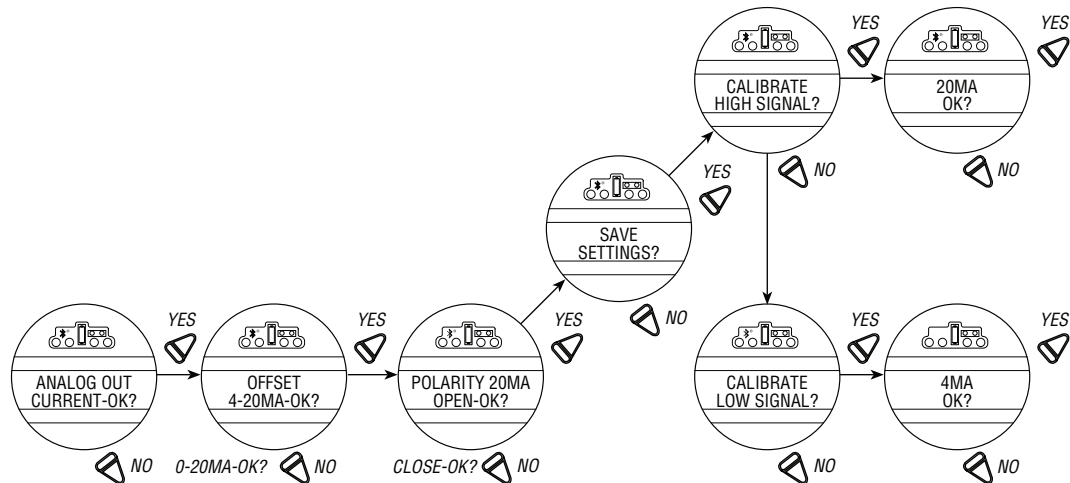 YES
YES
CALIBRATE
HIGH SIGNAL?
20MA
OK?
YES
NO
NO
SAVE
SETTINGS?
YES
YES
YES
NO
YES
YES
ANALOG OUT
CURRENT-OK?
OFFSET
4-20MA-OK?
POLARITY 20MA
OPEN-OK?
CALIBRATE
LOW SIGNAL?
4MA
OK?
NO
0-20MA-OK?
NO
CLOSE-OK?
NO
NO
NO